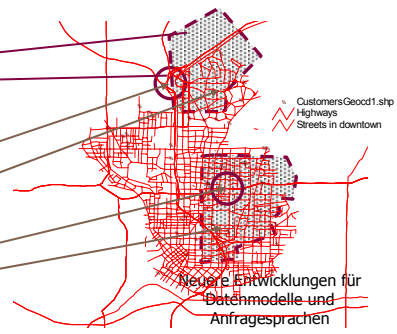 CustomersGeocd1.shp
Highways
Streets in downtown
Neuere Entwicklungen für
Datenmodelle und
Anfragesprachen